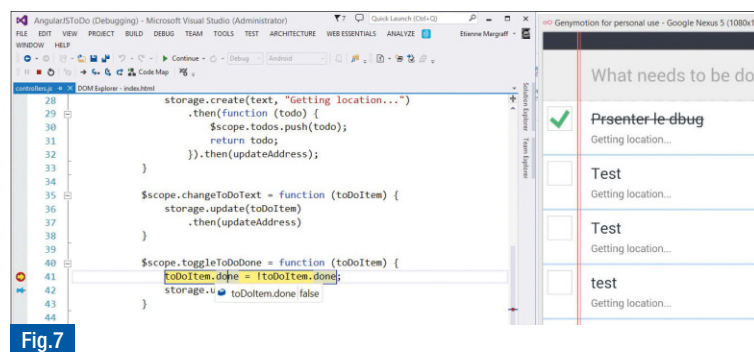 AngularJSToDo (Debugging) - Microsoft Visual Studio (Administrator)
7
Quick Launch (Ctrl+Q)
FILE EDIT VIEW PROJECT BUILD DEBUG TEAM TOOLS TEST ARCHITECTURE WEB ESSENTIALS ANALYZE
Etienne Margraff
WINDOW HELP
Continue
Debug
Android
Code Map
controllers.js
DOM Explorer - index.html
28 storage.create(text, "Getting location...")
29 .then(function (todo) {
30 $scope.todos.push(todo);
31 return todo;
32 }).then(updateAddress);
33 }
34
35 $scope.changeToDoText = function (toDoItem) {
36 storage.update(toDoItem)
37 .then(updateAddress)
38 }
39
40 $scope.toggleToDoDone = function (toDoItem) {
41 toDoItem.done = !toDoItem.done;
42 storage.u
toDoItem.done false
43 }
44
Solution Explorer
Team Explorer
Genymotion for personal use - Google Nexus 5 (1080x1
What needs to be do
Prsenter le dbug
Getting location...
Test
Getting location...
Test
Getting location...
test
Getting location...
Fig.7